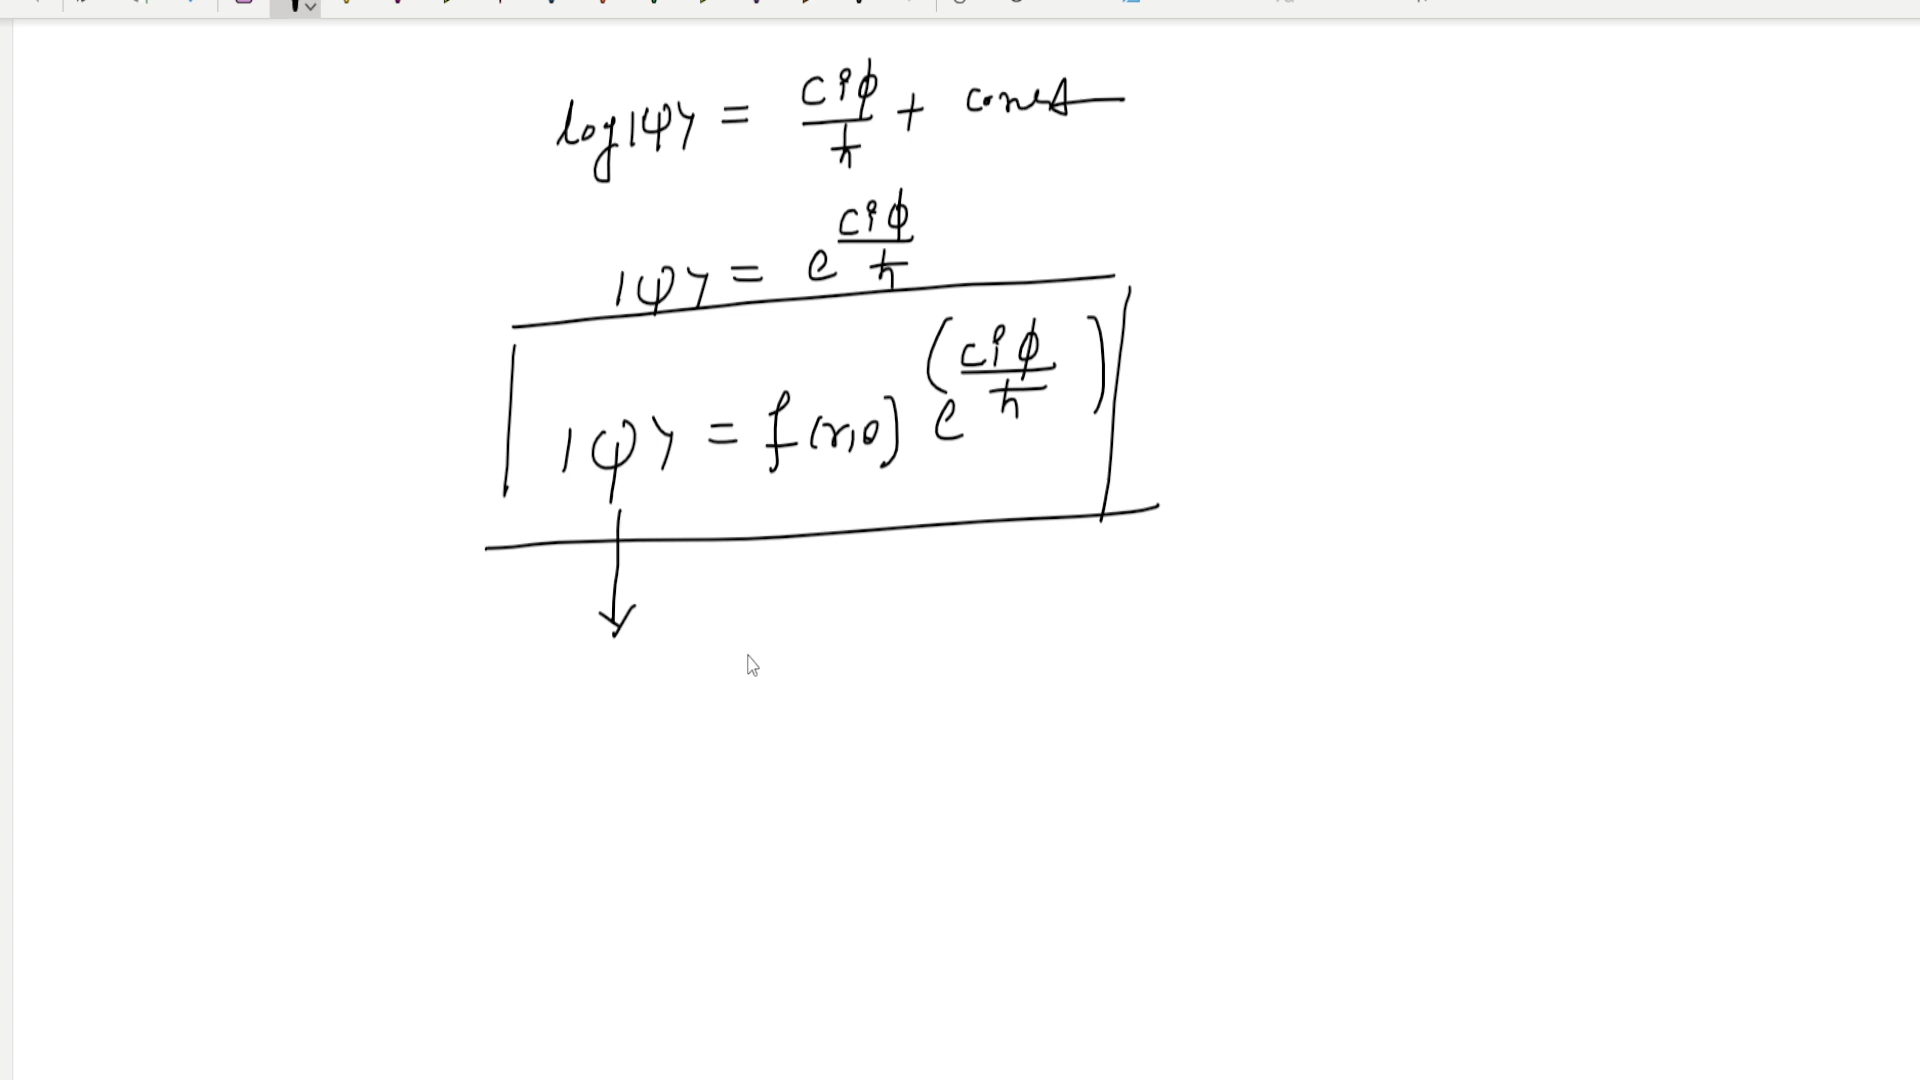 log|ψ> = ciφ/ħ + const
|ψ> = e^(ciφ/ħ)
|ψ> = f(r,θ) e^(ciφ/ħ)